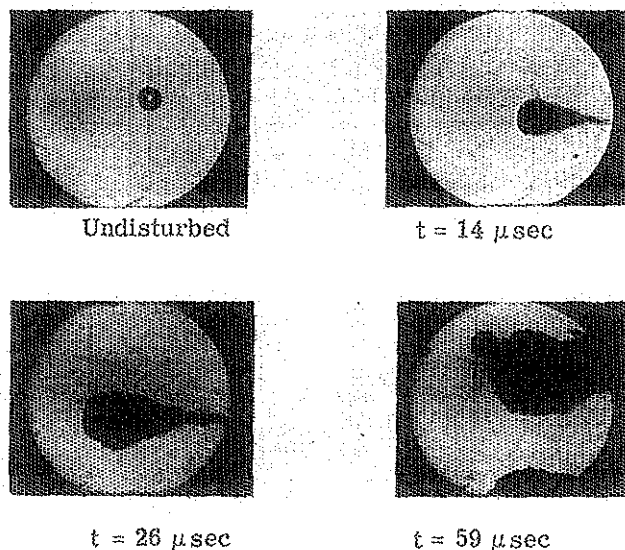 Undisturbed
t = 14 μsec
t = 26 μsec
t = 59 μsec